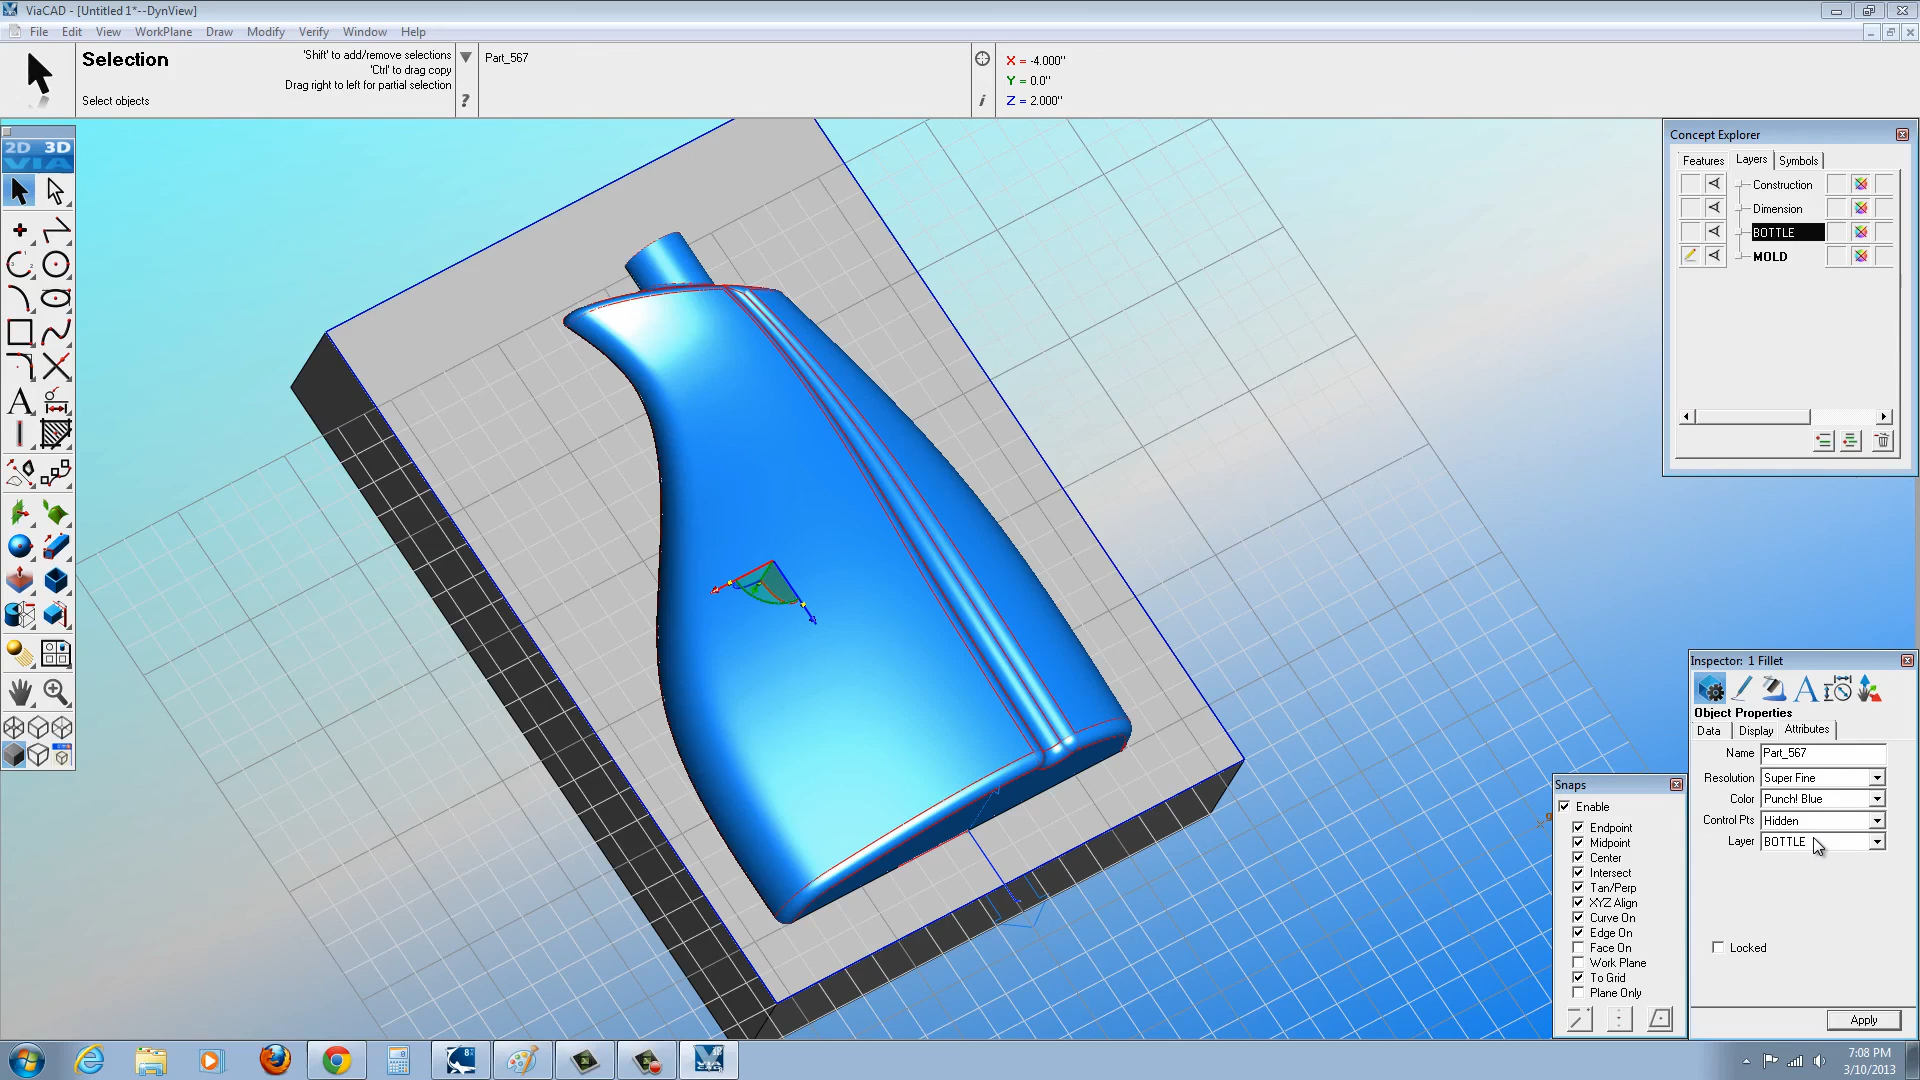 ViaCAD - [Untitled 1*--DynView]
File Edit View WorkPlane Draw Modify Verify Window Help
Selection
'Shift' to add/remove selections
'Ctrl' to drag copy
Drag right to left for partial selection
Select objects
?
Part_567
i
X = -4.000"
Y = 0.0"
Z = 2.000"
2D 3D
VIA
A
Concept Explorer
Features Layers Symbols
Construction
Dimension
BOTTLE
MOLD
Inspector: 1 Fillet
A
Object Properties
Data Display Attributes
Name Part_567
Resolution Super Fine
Color Punch! Blue
Control Pts Hidden
Layer BOTTLE
Locked
Apply
Snaps
Enable
Endpoint
Midpoint
Center
Intersect
Tan/Perp
XYZ Align
Curve On
Edge On
Face On
Work Plane
To Grid
Plane Only
7:08 PM
3/10/2013